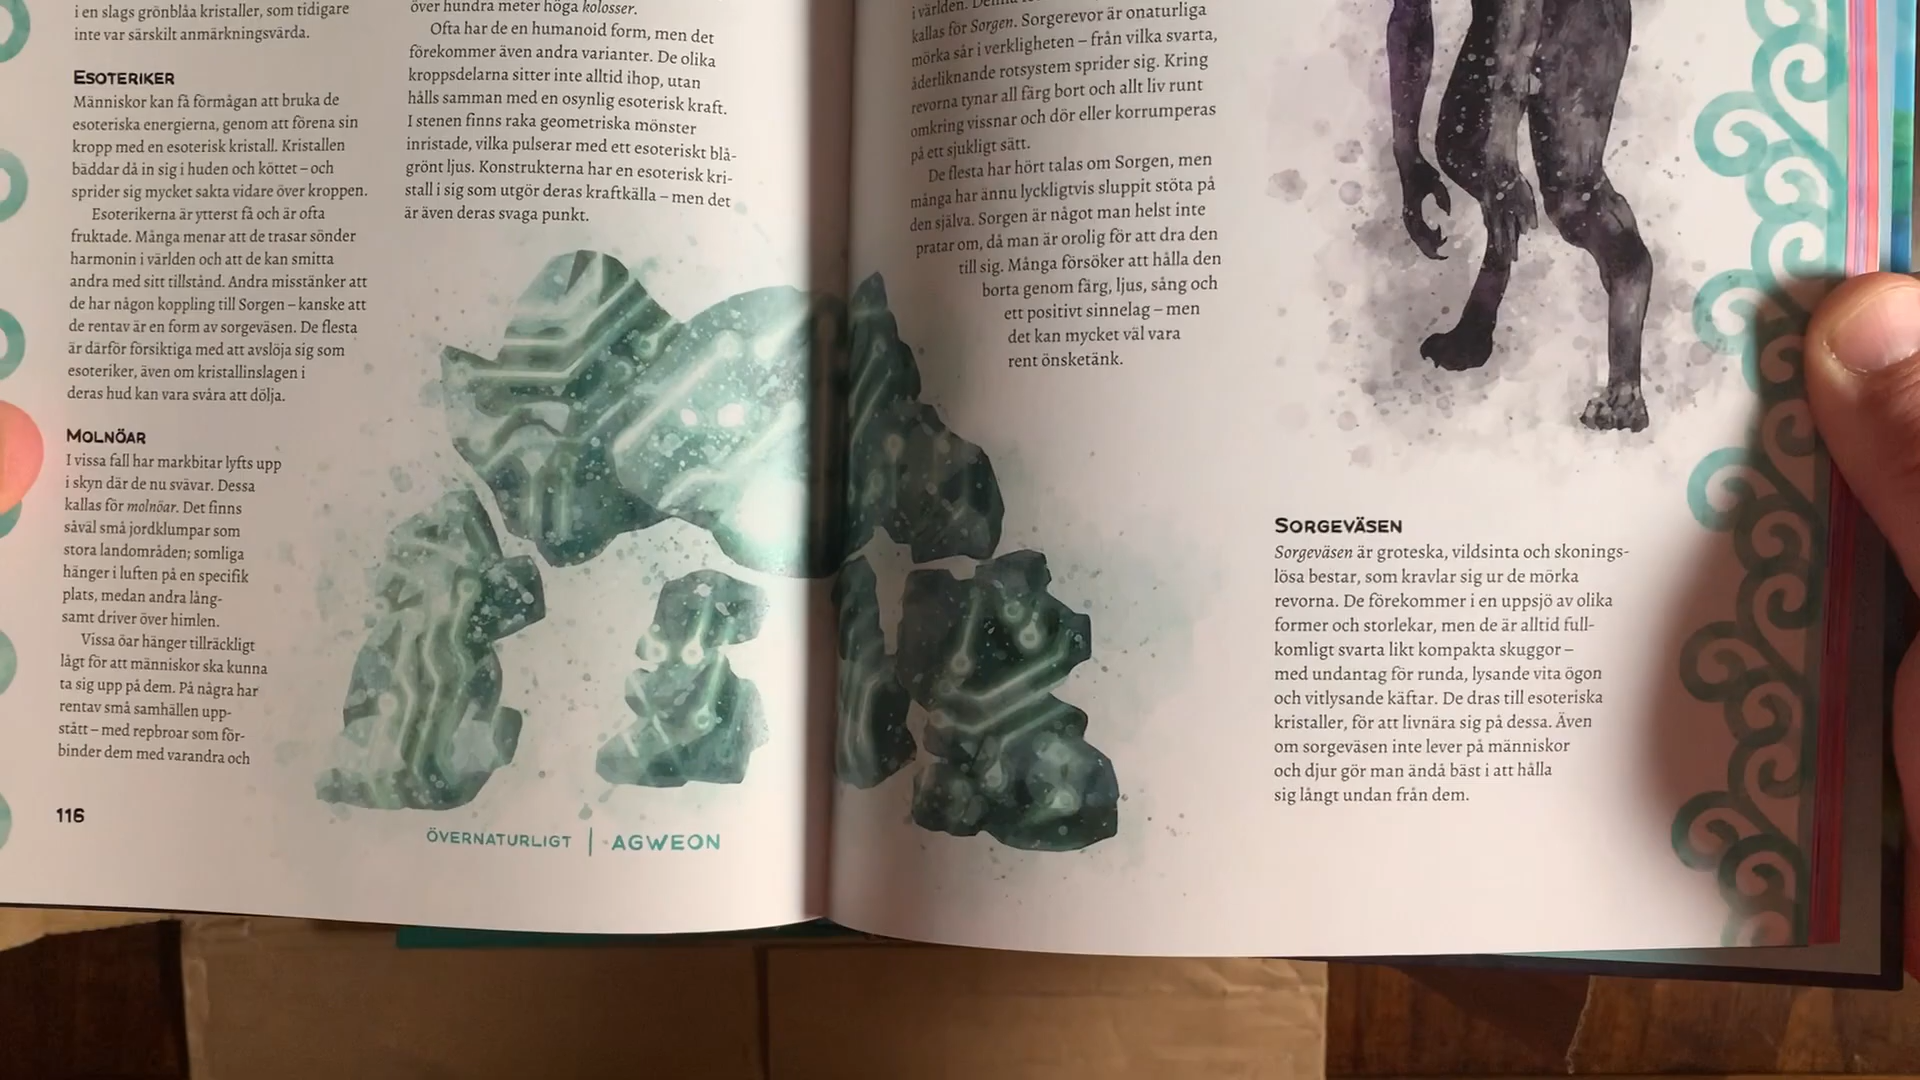 i en slags grönblåa kristaller, som tidigare
inte var särskilt anmärkningsvärda.
ESOTERIKER
Människor kan få förmågan att bruka de
esoteriska energierna, genom att förena sin
kropp med en esoterisk kristall. Kristallen
bäddar då in sig i huden och köttet – och
sprider sig mycket sakta vidare över kroppen.
Esoterikerna är ytterst få och är ofta
fruktade. Många menar att de trasar sönder
harmonin i världen och att de kan smitta
andra med sitt tillstånd. Andra misstänker att
de har någon koppling till Sorgen – kanske att
de rentav är en form av sorgeväsen. De flesta
är därför försiktiga med att avslöja sig som
esoteriker, även om kristallinslagen i
deras hud kan vara svåra att dölja.
MOLNÖAR
I vissa fall har markbitar lyfts upp
i skyn där de nu svävar. Dessa
kallas för molnöar. Det finns
såväl små jordklumpar som
stora landområden; somliga
hänger i luften på en specifik
plats, medan andra lång-
samt driver över himlen.
Vissa öar hänger tillräckligt
lågt för att människor ska kunna
ta sig upp på dem. På några har
rentav små samhällen upp-
stått – med repbroar som för-
binder dem med varandra och
över hundra meter höga kolosser.
Ofta har de en humanoid form, men det
förekommer även andra varianter. De olika
kroppsdelarna sitter inte alltid ihop, utan
hålls samman med en osynlig esoterisk kraft.
I stenen finns raka geometriska mönster
inristade, vilka pulserar med ett esoteriskt blå-
grönt ljus. Konstrukterna har en esoterisk kri-
stall i sig som utgör deras kraftkälla – men det
är även deras svaga punkt.
116
ÖVERNATURLIGT | AGWEON
i världen.
kallas för Sorgen. Sorgerevor är onaturliga
mörka sår i verkligheten – från vilka svarta,
åderliknande rotsystem sprider sig. Kring
revorna tynar all färg bort och allt liv runt
omkring vissnar och dör eller korrumperas
på ett sjukligt sätt.
De flesta har hört talas om Sorgen, men
många har ännu lyckligtvis sluppit stöta på
den själva. Sorgen är något man helst inte
pratar om, då man är orolig för att dra den
till sig. Många försöker att hålla den
borta genom färg, ljus, sång och
ett positivt sinnelag – men
det kan mycket väl vara
rent önsketänk.
SORGEVÄSEN
Sorgeväsen är groteska, vildsinta och skonings-
lösa bestar, som kravlar sig ur de mörka
revorna. De förekommer i en uppsjö av olika
former och storlekar, men de är alltid full-
komligt svarta likt kompakta skuggor –
med undantag för runda, lysande vita ögon
och vitlysande käftar. De dras till esoteriska
kristaller, för att livnära sig på dessa. Även
om sorgeväsen inte lever på människor
och djur gör man ändå bäst i att hålla
sig långt undan från dem.